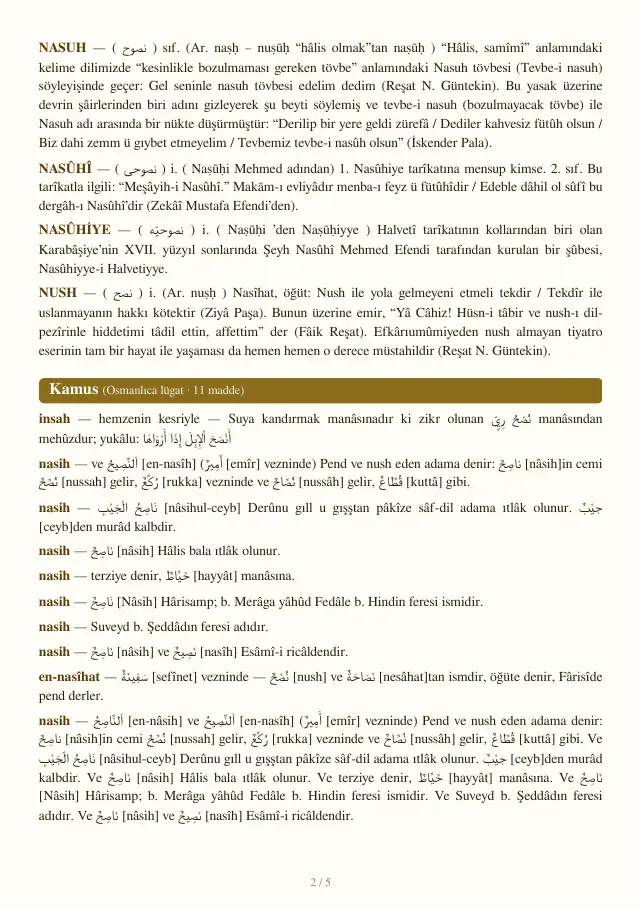 NASUH — ( نصوح ) sıf. (Ar. naṣḥ – nuṣūḥ “hâlis olmak”tan naṣūḥ ) “Hâlis, samîmî” anlamındaki
kelime dilimizde “kesinlikle bozulmaması gereken tövbe” anlamındaki Nasuh tövbesi (Tevbe-i nasuh)
söyleyişinde geçer: Gel seninle nasuh tövbesi edelim dedim (Reşat N. Güntekin). Bu yasak üzerine
devrin şâirlerinden biri adını gizleyerek şu beyti söylemiş ve tevbe-i nasuh (bozulmayacak tövbe) ile
Nasuh adı arasında bir nükte düşürmüştür: “Derilip bir yere geldi zürefâ / Dediler kahvesiz fütûh olsun /
Biz dahi zemm ü gıybet etmeyelim / Tevbemiz tevbe-i nasûh olsun” (İskender Pala).
NASÛHÎ — ( نصوحى ) i. ( Naṣūḥі Mehmed adından) 1. Nasûhiye tarîkatına mensup kimse. 2. sıf. Bu
tarîkatla ilgili: “Meşâyih-i Nasûhî.” Makām-ı evliyâdır menba-ı feyz ü fütûhîdir / Edeble dâhil ol sûfî bu
dergâh-ı Nasûhî’dir (Zekâî Mustafa Efendi’den).
NASÛHİYE — ( نصوحيّه ) i. ( Naṣūḥі ’den Naṣūḥiyye ) Halvetî tarîkatının kollarından biri olan
Karabâşiye’nin XVII. yüzyıl sonlarında Şeyh Nasûhî Mehmed Efendi tarafından kurulan bir şûbesi,
Nasûhiyye-i Halvetiyye.
NUSH — ( نصح ) i. (Ar. nuṣḥ ) Nasîhat, öğüt: Nush ile yola gelmeyeni etmeli tekdir / Tekdîr ile
uslanmayanın hakkı kötektir (Ziyâ Paşa). Bunun üzerine emir, “Yâ Câhiz! Hüsn-i tâbir ve nush-ı dil-
pezîrinle hiddetimi tâdil ettin, affettim” der (Fâik Reşat). Efkârıumûmiyeden nush almayan tiyatro
eserinin tam bir hayat ile yaşaması da hemen hemen o derece müstahildir (Reşat N. Güntekin).
Kamus (Osmanlıca lügat · 11 madde)
insah — hemzenin kesriyle — Suya kandırmak manâsınadır ki zikr olunan نُصْحُ رِيٍّ manâsından
mehûzdur; yukâlu: أَنْصَحَ اْلإِبِلَ إِذَا أَرْوَاهَا
nasih — ve اَلنَّصِيحُ [en-nasîh] (أَمِيرٌ [emîr] vezninde) Pend ve nush eden adama denir: نَاصِحٌ [nâsih]in cemi
نُصَّحٌ [nussah] gelir, رُكَّعٌ [rukka] vezninde ve نُصَّاحٌ [nussâh] gelir, قُطَّاعٌ [kuttâ] gibi.
nasih — نَاصِحُ الْجَيْبِ [nâsihul-ceyb] Derûnu gıll u gışştan pâkîze sâf-dil adama ıtlâk olunur. جَيْبٌ
[ceyb]den murâd kalbdir.
nasih — نَاصِحٌ [nâsih] Hâlis bala ıtlâk olunur.
nasih — terziye denir, خَيَّاطٌ [hayyât] manâsına.
nasih — نَاصِحٌ [Nâsih] Hârisamp; b. Merâga yâhûd Fedâle b. Hindin feresi ismidir.
nasih — Suveyd b. Şeddâdın feresi adıdır.
nasih — نَاصِحٌ [nâsih] ve نَصِيحٌ [nasîh] Esâmî-i ricâldendir.
en-nasîhat — سَفِينَةٌ [sefînet] vezninde — نُصْحٌ [nush] ve نَصَاحَةٌ [nesâhat]tan ismdir, öğüte denir, Fârisîde
pend derler.
nasih — اَلنَّاصِحُ [en-nâsih] ve اَلنَّصِيحُ [en-nasîh] (أَمِيرٌ [emîr] vezninde) Pend ve nush eden adama denir:
نَاصِحٌ [nâsih]in cemi نُصَّحٌ [nussah] gelir, رُكَّعٌ [rukka] vezninde ve نُصَّاحٌ [nussâh] gelir, قُطَّاعٌ [kuttâ] gibi. Ve
نَاصِحُ الْجَيْبِ [nâsihul-ceyb] Derûnu gıll u gışştan pâkîze sâf-dil adama ıtlâk olunur. جَيْبٌ [ceyb]den murâd
kalbdir. Ve نَاصِحٌ [nâsih] Hâlis bala ıtlâk olunur. Ve terziye denir, خَيَّاطٌ [hayyât] manâsına. Ve نَاصِحٌ
[Nâsih] Hârisamp; b. Merâga yâhûd Fedâle b. Hindin feresi ismidir. Ve Suveyd b. Şeddâdın feresi
adıdır. Ve نَاصِحٌ [nâsih] ve نَصِيحٌ [nasîh] Esâmî-i ricâldendir.
2 / 5